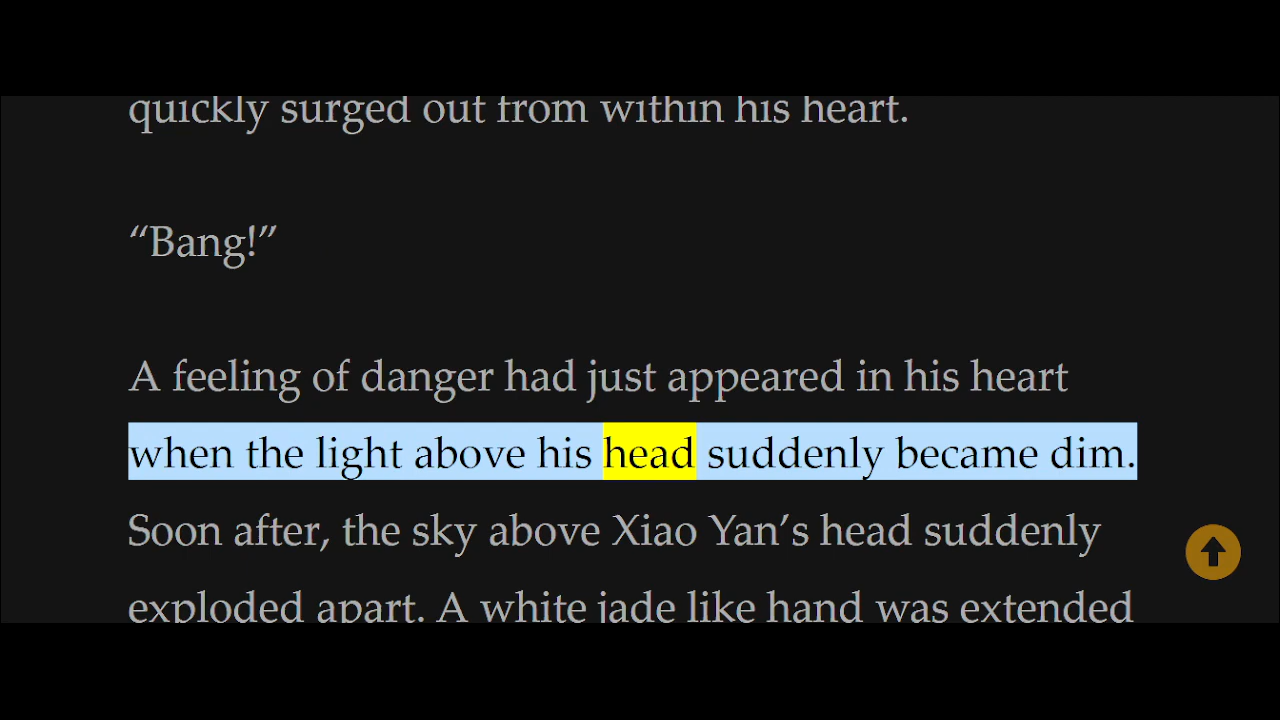 quickly surged out from within his heart.
“Bang!”
A feeling of danger had just appeared in his heart
when the light above his head suddenly became dim.
Soon after, the sky above Xiao Yan’s head suddenly
exploded apart. A white jade like hand was extended